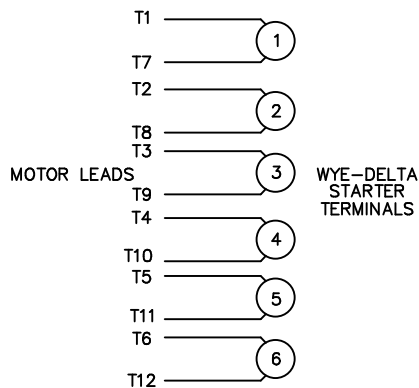 T1
1
T7
T2
2
T8
T3
MOTOR LEADS
3
WYE-DELTA
STARTER
TERMINALS
T9
T4
4
T10
T5
5
T11
T6
6
T12